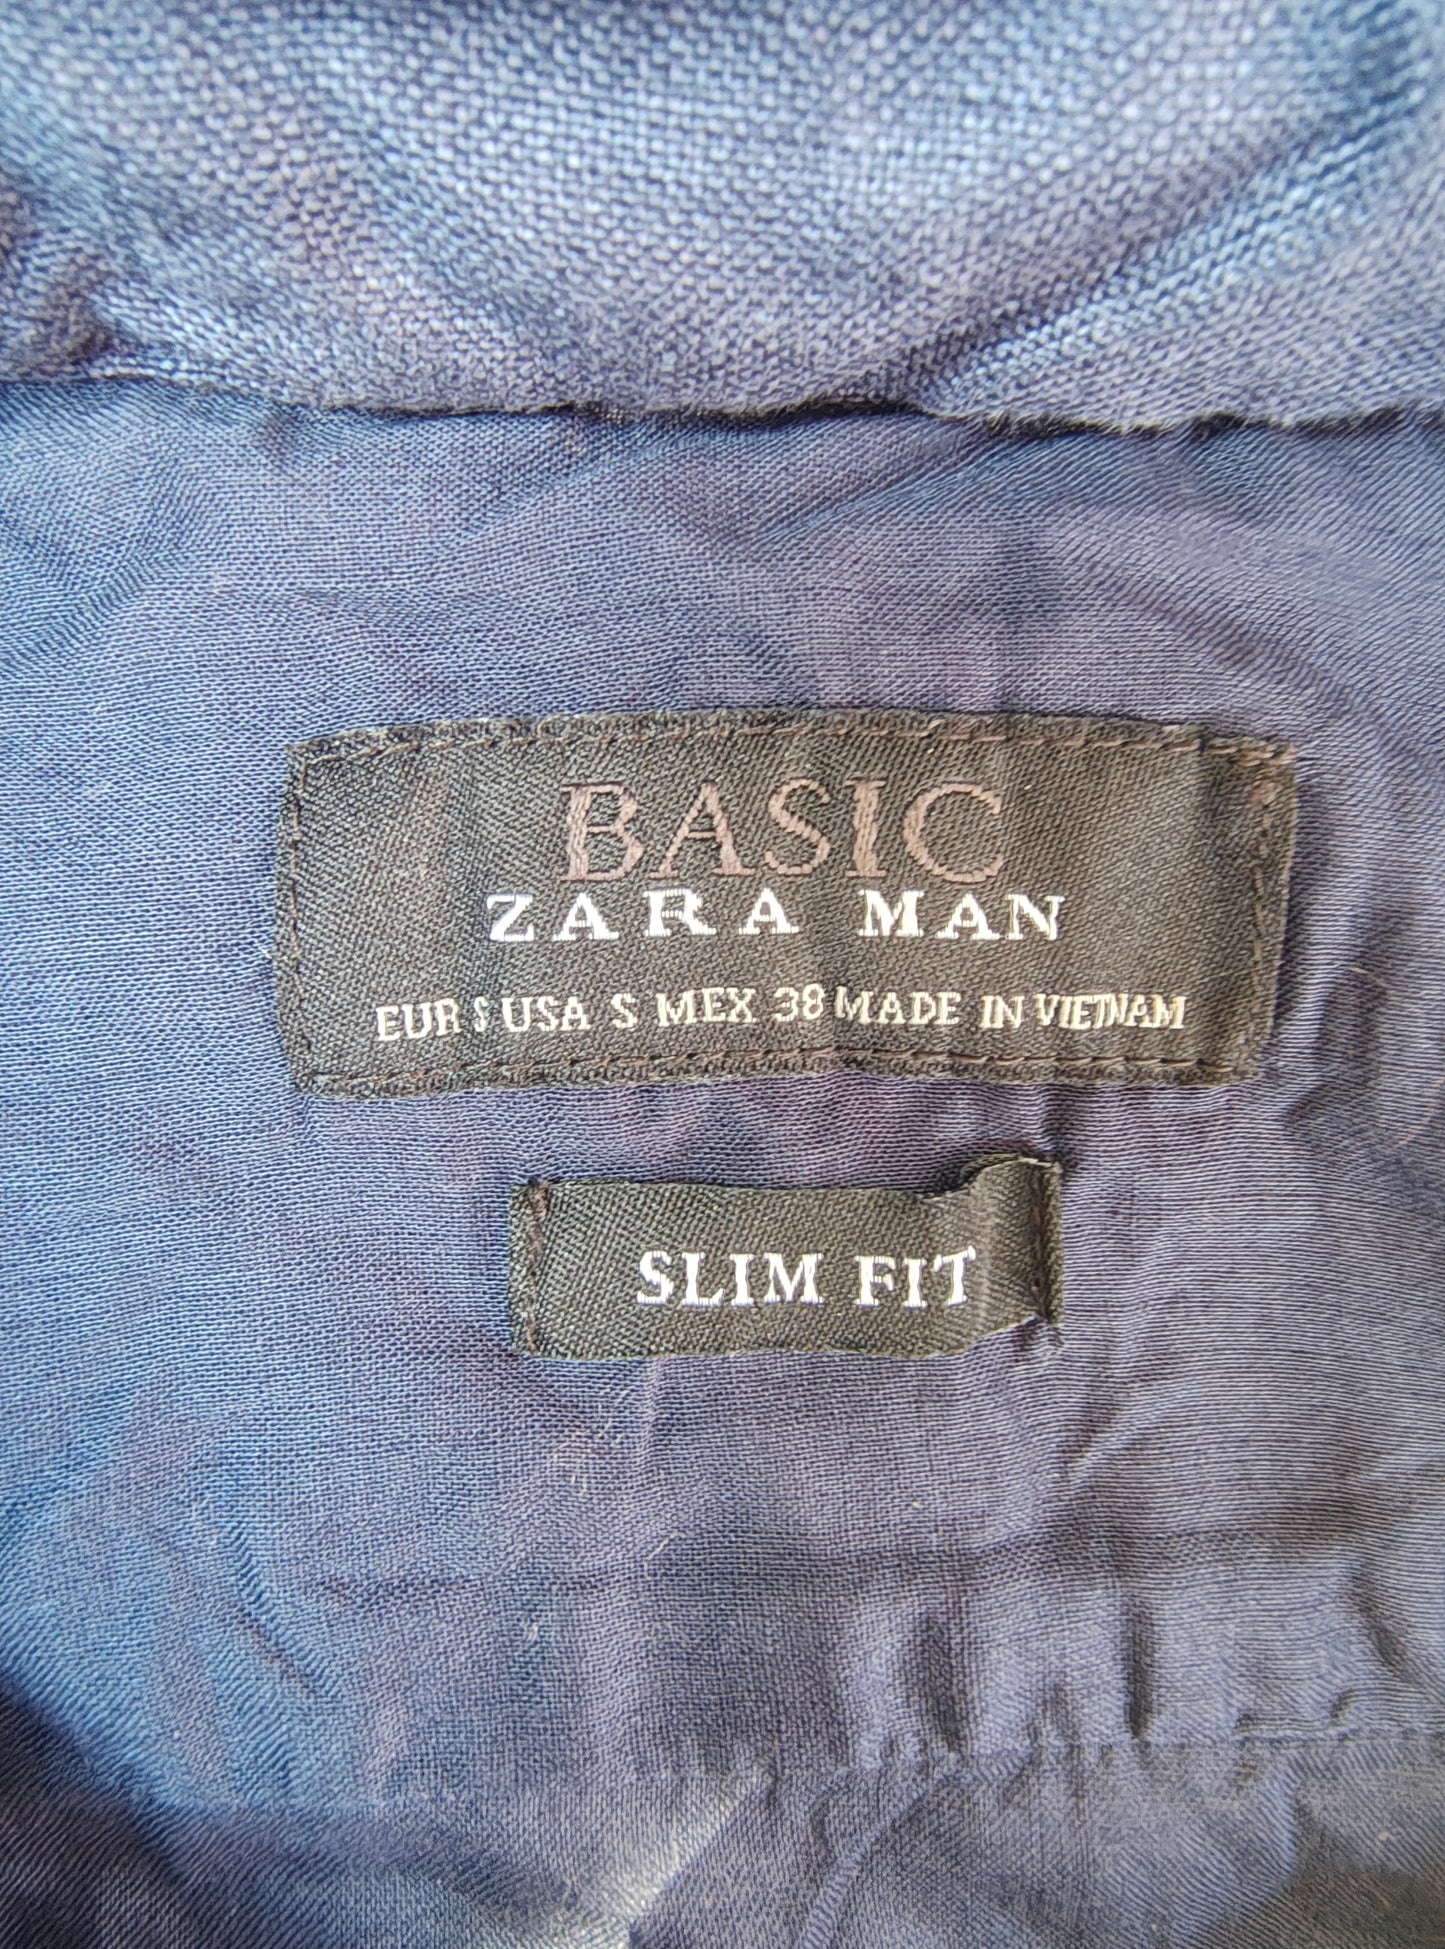 BASIC
ZARA MAN
EUR S USA S MEX 38 MADE IN VIETNAM
SLIM FIT